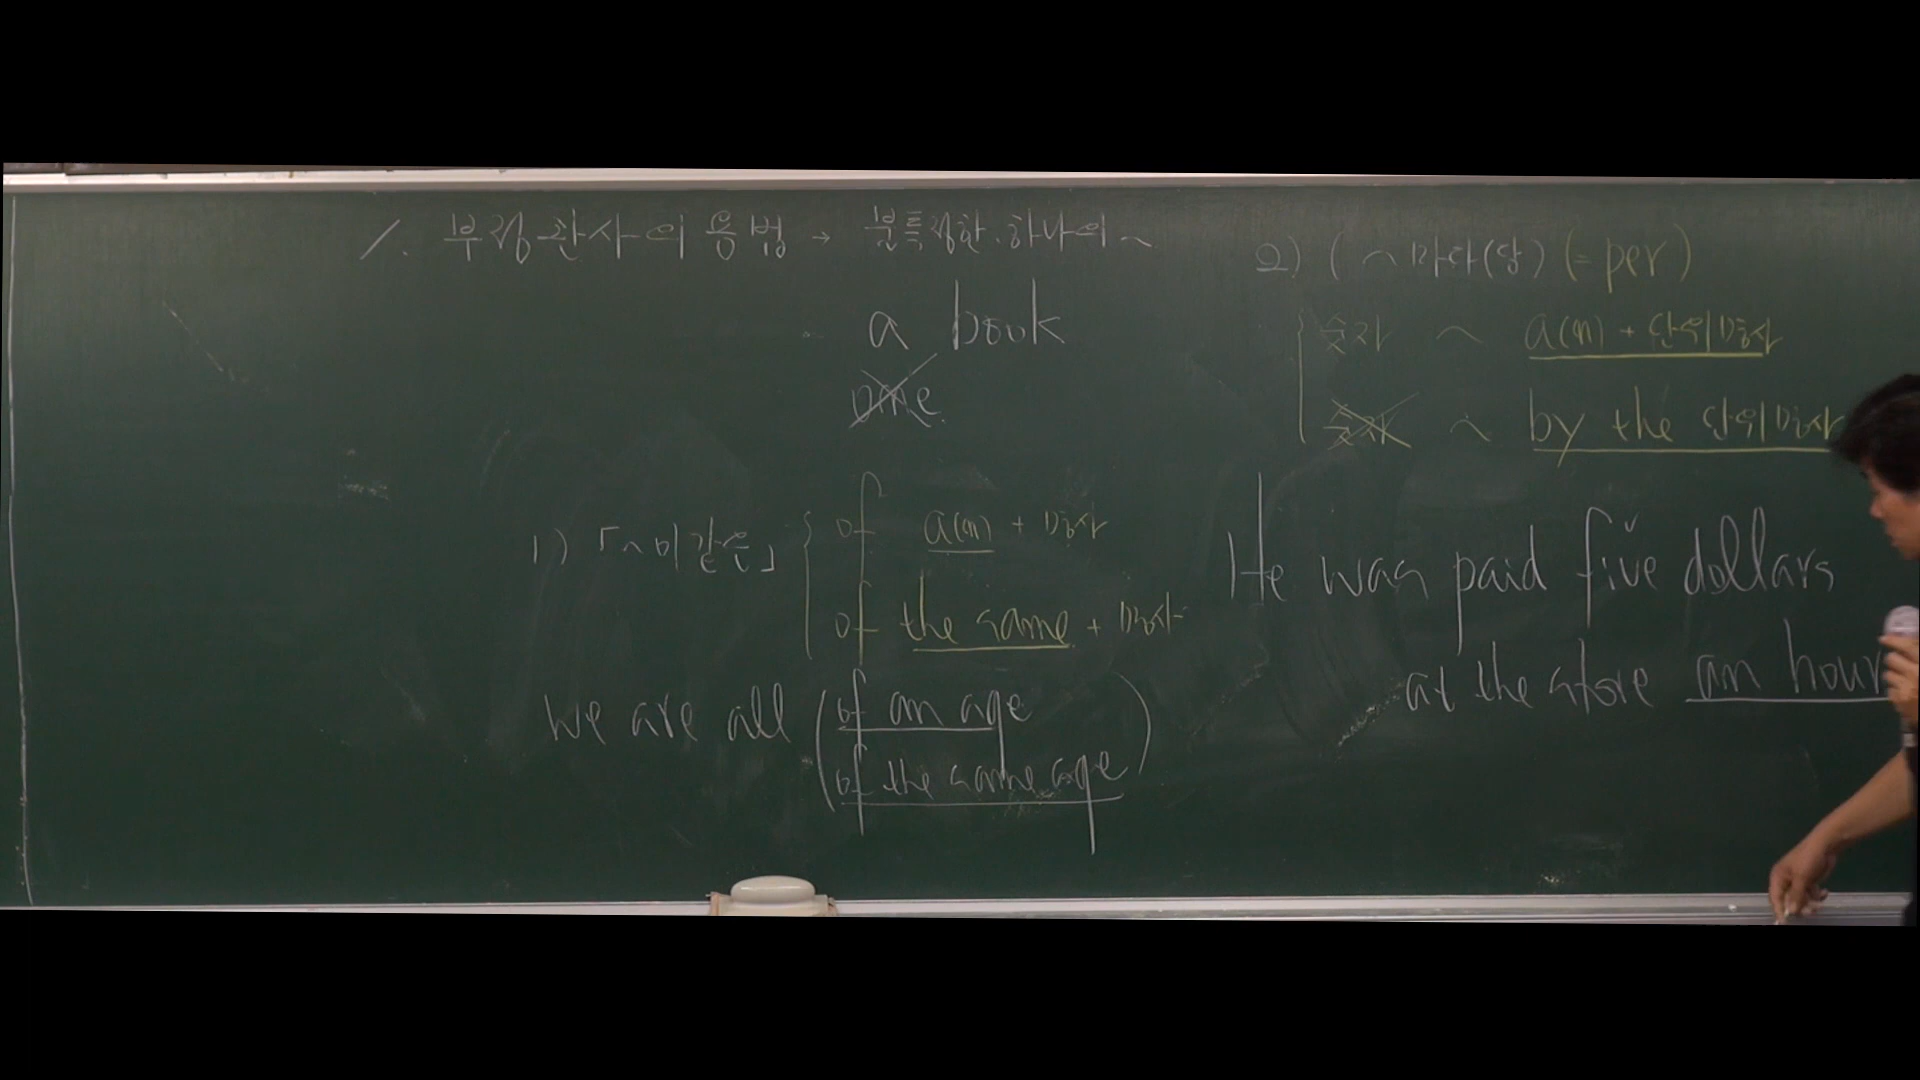 1. 부정관사의 용법 → 불특정한 하나의 ~
a book
one
1) 「~이 같은」
of a(n) + 명사
of the same + 명사
We are all (of an age
of the same age)
2) ( ~마다(당) (= per)
숫자 ~ a(n) + 단위명사
숫자 ~ by the 단위명사
He was paid five dollars
at the store an hour